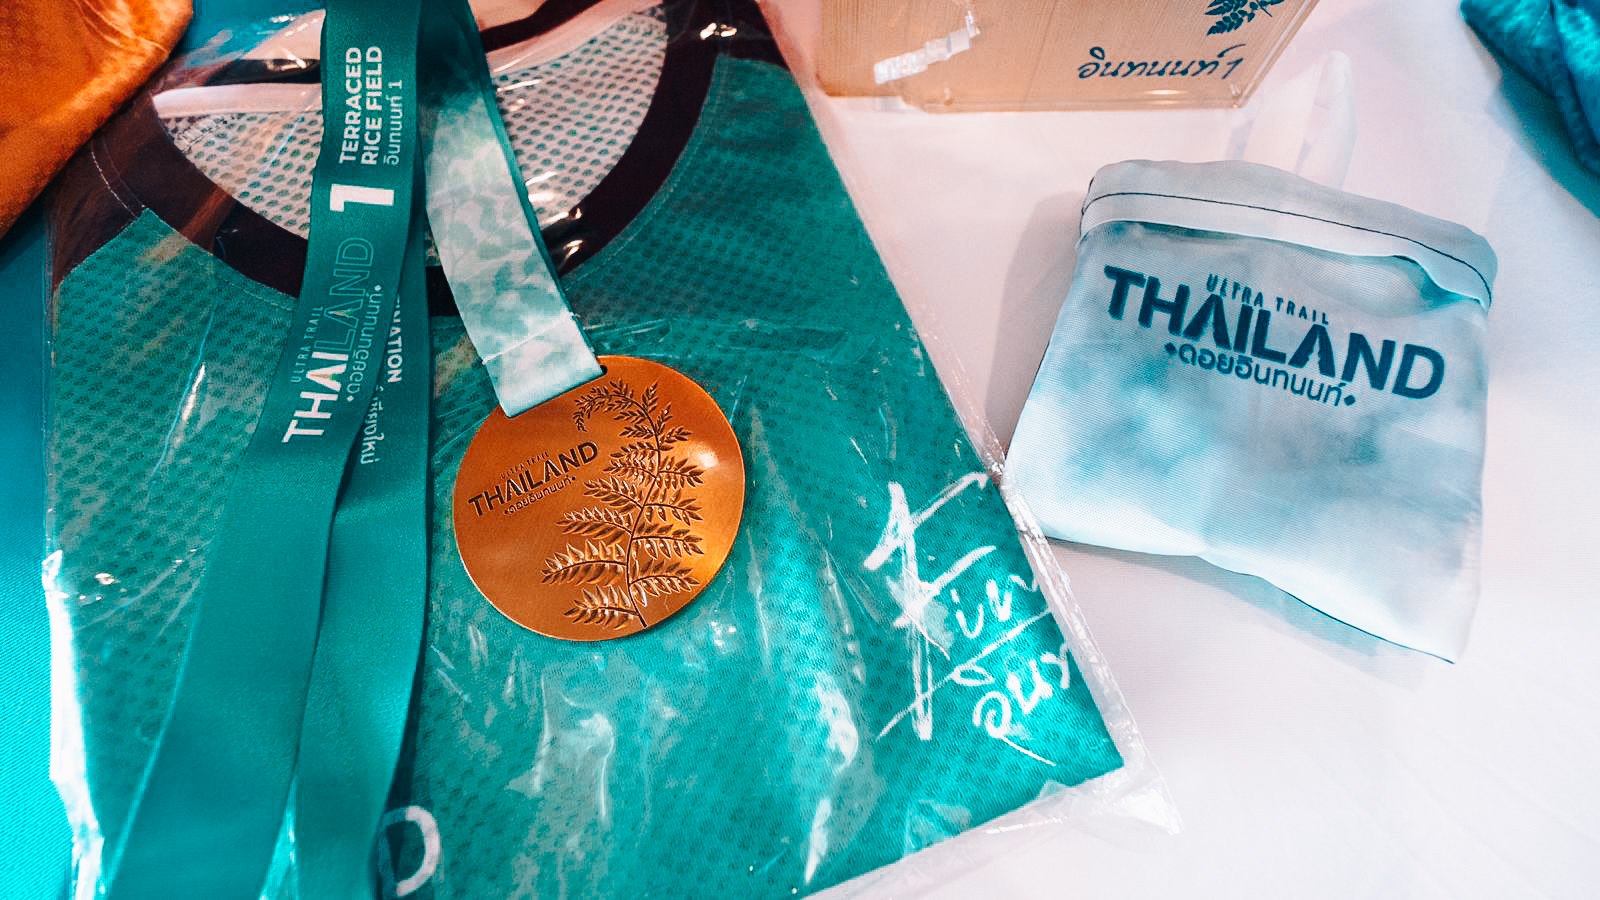 TERRACED
RICE FIELD
อินทนนท์ 1
1
ULTRA TRAIL
THAILAND
•ดอยอินทนนท์•
NATION
ULTRA TRAIL
THAILAND
•ดอยอินทนนท์•
อินทนนท์ 1
ULTRA TRAIL
THAILAND
•ดอยอินทนนท์•